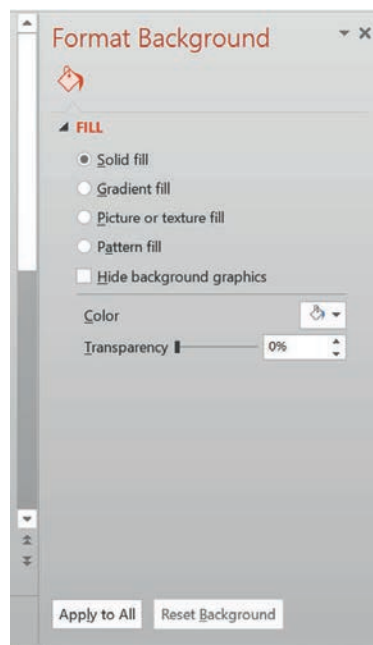 Format Background
FILL
Solid fill
Gradient fill
Picture or texture fill
Pattern fill
Hide background graphics
Color
Transparency 0%
Apply to All Reset Background